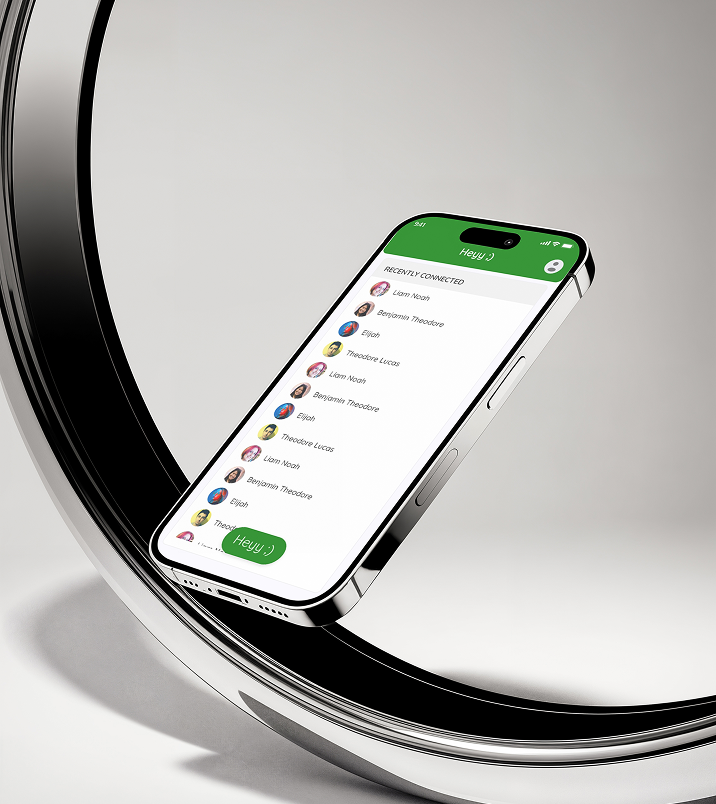 9:41
Heyy ;)
RECENTLY CONNECTED
Liam Noah
Benjamin Theodore
Elijah
Theodore Lucas
Liam Noah
Benjamin Theodore
Elijah
Theodore Lucas
Liam Noah
Benjamin Theodore
Elijah
Theod
Heyy ;)